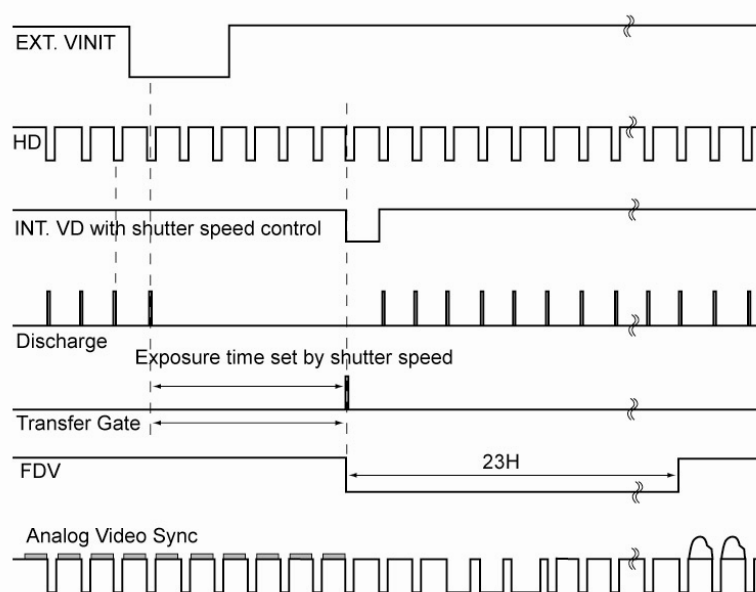 EXT. VINIT
HD
INT. VD with shutter speed control
Discharge
Exposure time set by shutter speed
Transfer Gate
FDV
23H
Analog Video Sync